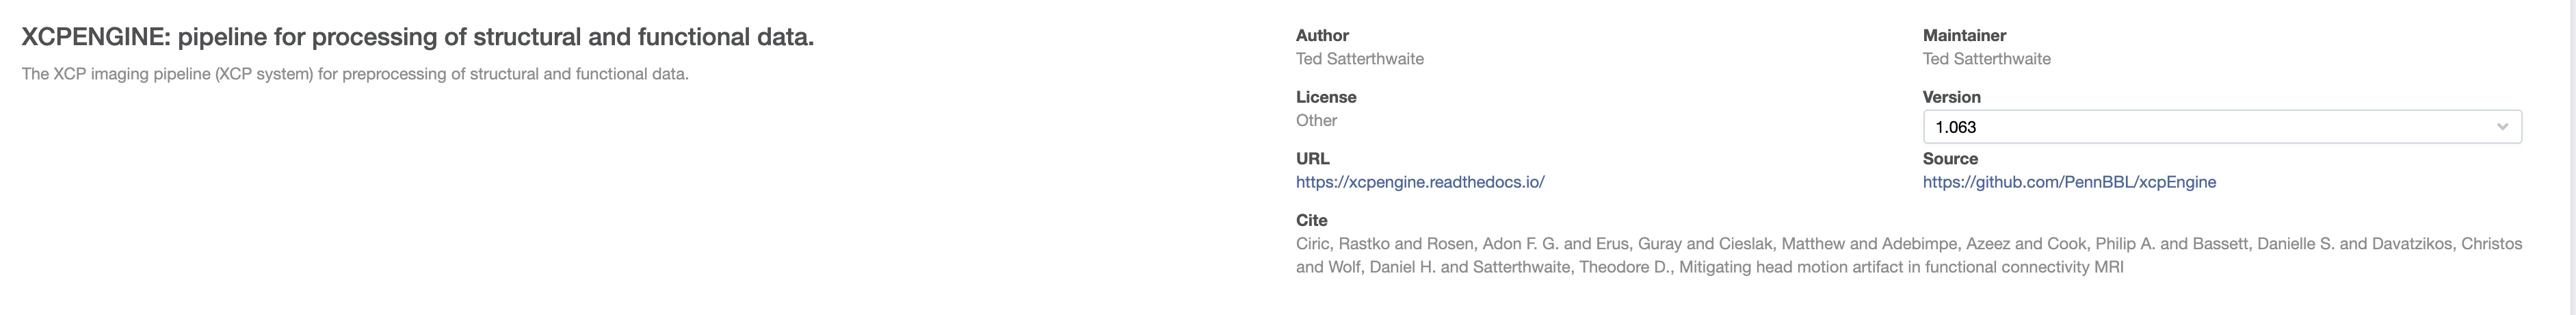 XCPENGINE: pipeline for processing of structural and functional data.
The XCP imaging pipeline (XCP system) for preprocessing of structural and functional data.
Author
Ted Satterthwaite
Maintainer
Ted Satterthwaite
License
Other
Version
1.063
URL
https://xcpengine.readthedocs.io/
Source
https://github.com/PennBBL/xcpEngine
Cite
Ciric, Rastko and Rosen, Adon F. G. and Erus, Guray and Cieslak, Matthew and Adebimpe, Azeez and Cook, Philip A. and Bassett, Danielle S. and Davatzikos, Christos
and Wolf, Daniel H. and Satterthwaite, Theodore D., Mitigating head motion artifact in functional connectivity MRI